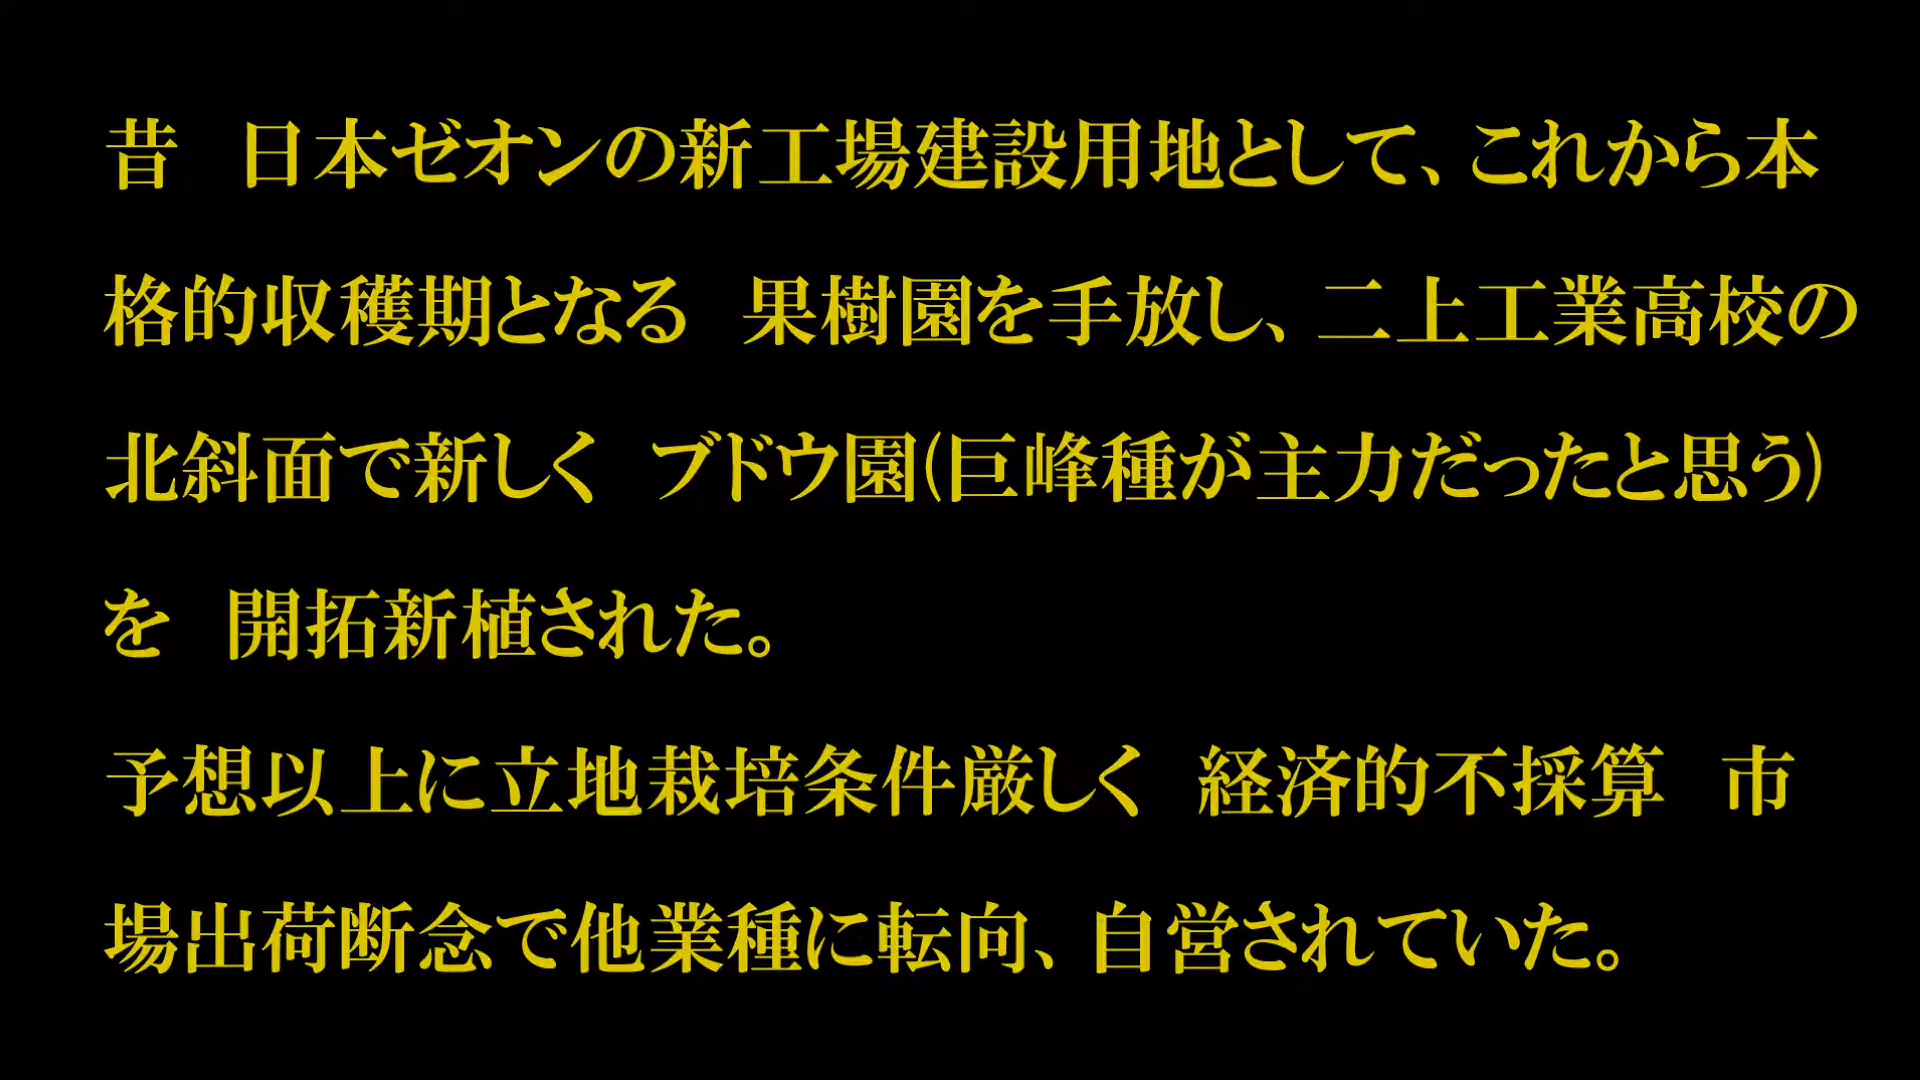 昔　日本ゼオンの新工場建設用地として、これから本
格的収穫期となる　果樹園を手放し、二上工業高校の
北斜面で新しく　ブドウ園(巨峰種が主力だったと思う)
を　開拓新植された。
予想以上に立地栽培条件厳しく　経済的不採算　市
場出荷断念で他業種に転向、自営されていた。